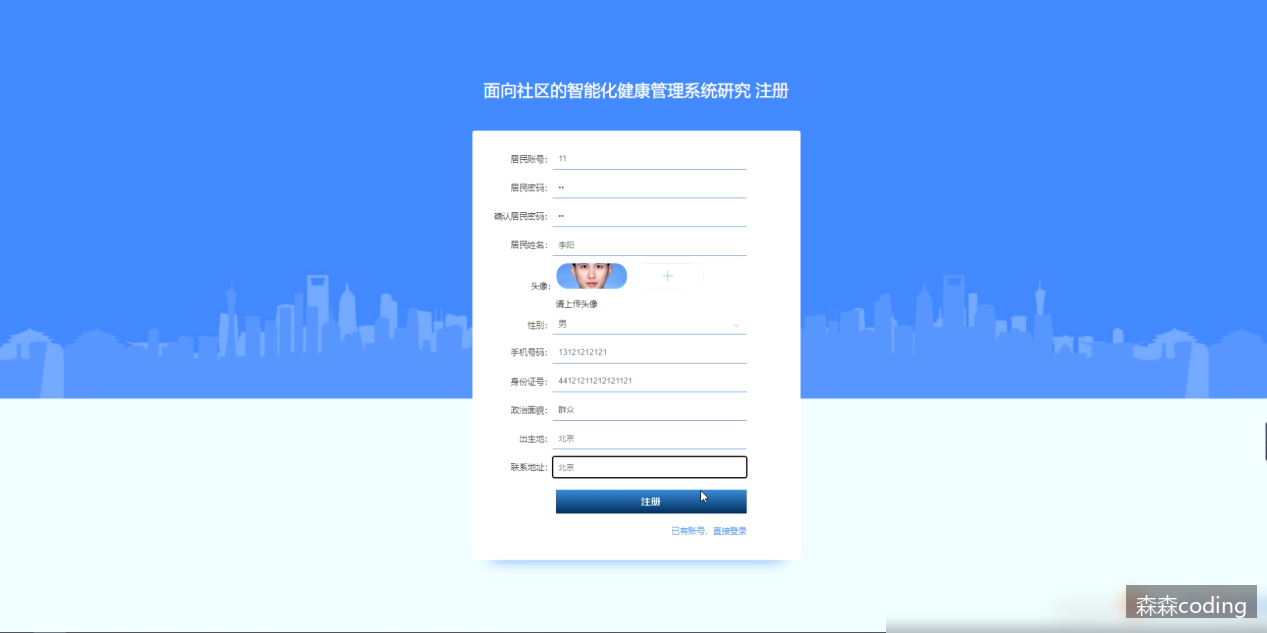 面向社区的智能化健康管理系统研究 注册
居民账号： 11
居民密码： ••
确认居民密码： ••
居民姓名： 李阳
头像：
请上传头像
性别： 男
手机号码： 13121212121
身份证号： 44121211212121121
政治面貌： 群众
出生地： 北京
联系地址： 北京
注册
已有账号，直接登录
森森coding